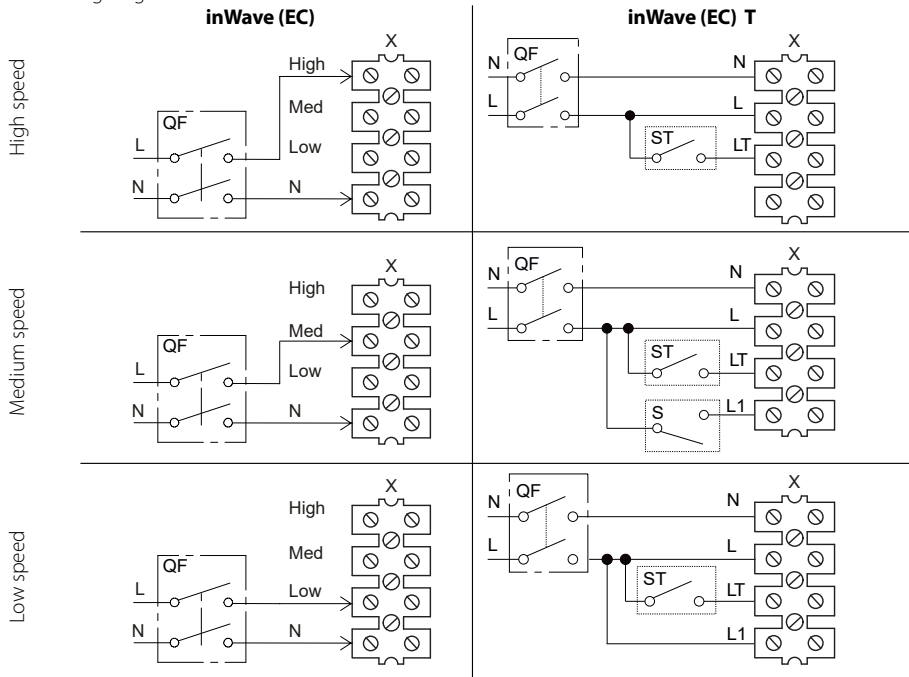 inWave (EC)
inWave (EC) T
High speed
X
High
Med
Low
QF
L
N
N
X
QF
N
L
N
L
ST
LT
Medium speed
X
High
Med
Low
QF
L
N
N
X
QF
N
L
N
L
ST
LT
S
L1
Low speed
X
High
Med
Low
QF
L
N
N
X
QF
N
L
N
L
ST
LT
L1